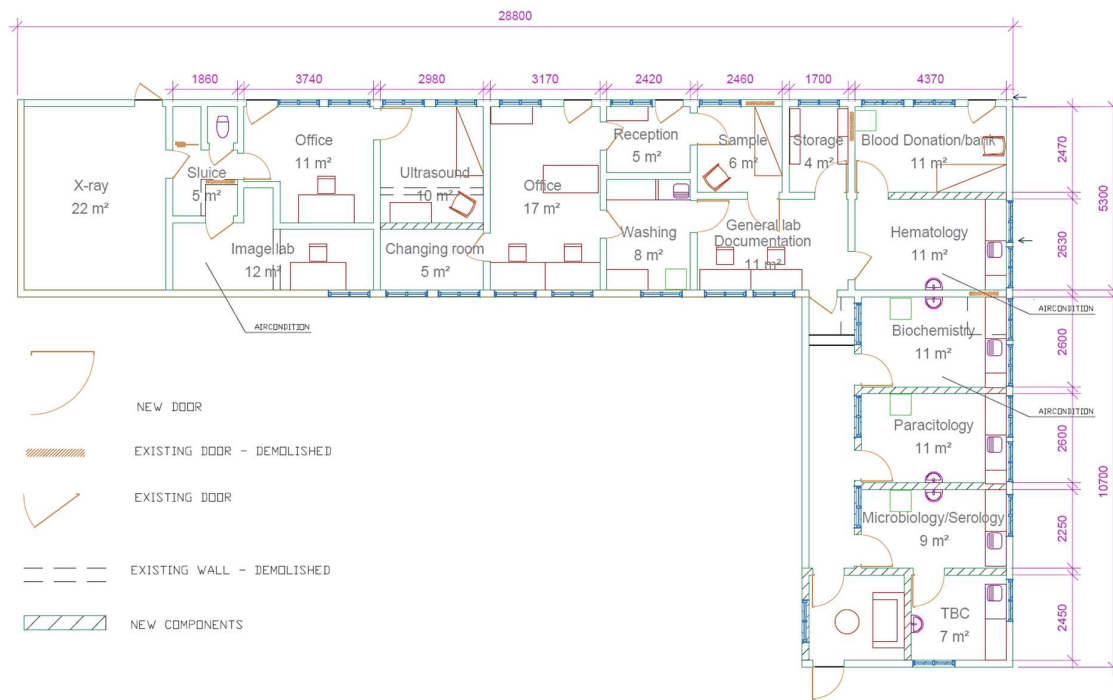 28800
1860
3740
2980
3170
2420
2460
1700
4370
X-ray
22 m²
Sluice
5 m²
Office
11 m²
Ultrasound
10 m²
Office
17 m²
Reception
5 m²
Sample
6 m²
Storage
4 m²
Blood Donation/bank
11 m²
2470
5300
Image lab
12 m²
Changing room
5 m²
Washing
8 m²
General lab
Documentation
11 m²
Hematology
11 m²
2630
AIRCONDITION
AIRCONDITION
Biochemistry
11 m²
2600
AIRCONDITION
Paracitology
11 m²
2600
10700
Microbiology/Serology
9 m²
2250
TBC
7 m²
2450
NEW DOOR
EXISTING DOOR - DEMOLISHED
EXISTING DOOR
EXISTING WALL - DEMOLISHED
NEW COMPONENTS